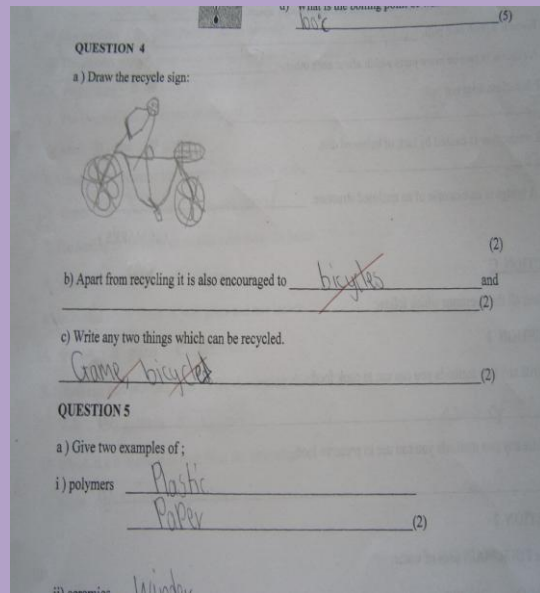 (5)
100°C
QUESTION 4
a ) Draw the recycle sign:
(2)
b) Apart from recycling it is also encouraged to bicycles and
(2)
c) Write any two things which can be recycled.
Game, bicycles (2)
QUESTION 5
a ) Give two examples of ;
i ) polymers Plastic
Paper (2)